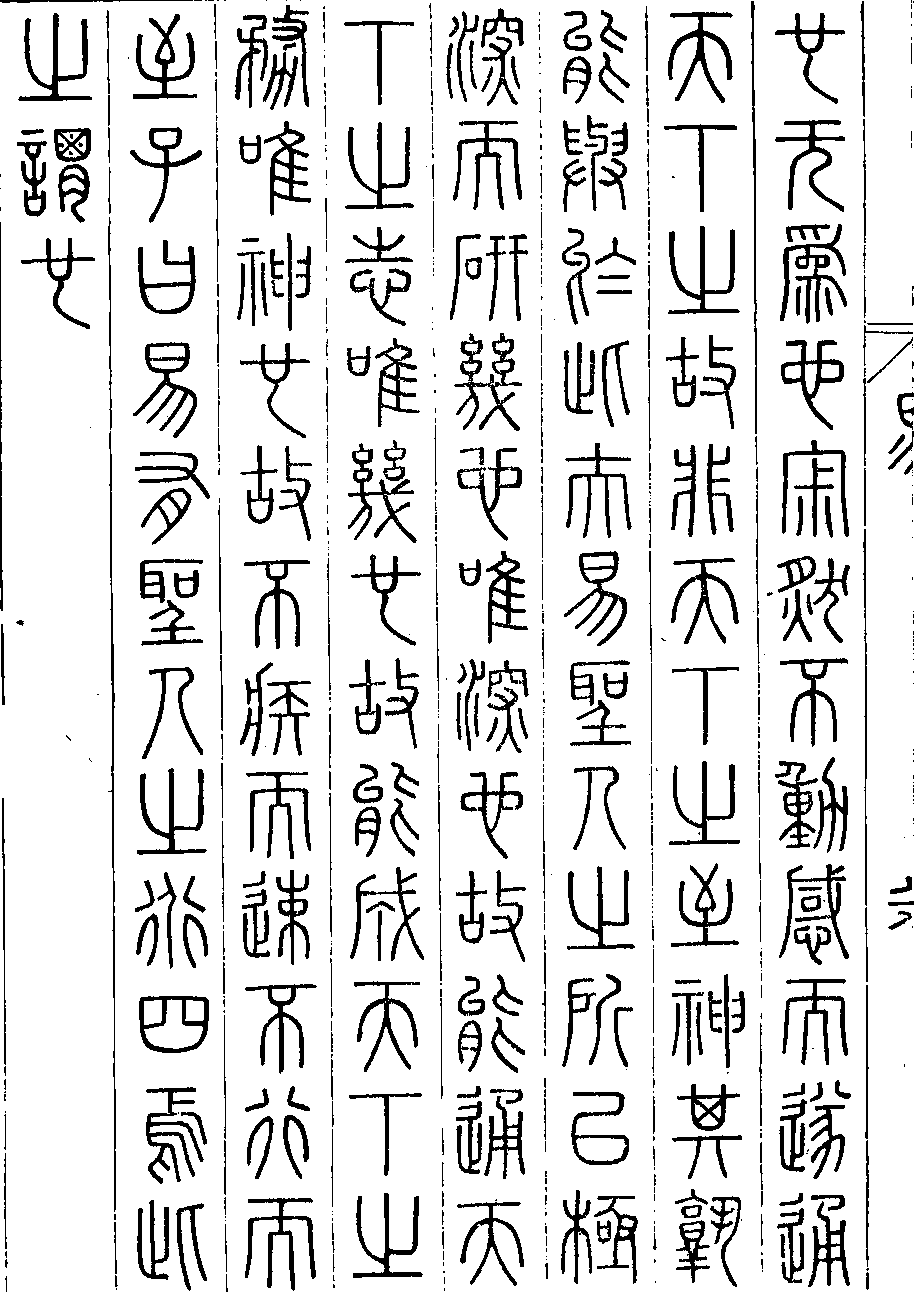 易 六
也无爲也寂然不動感而遂通
天下之故非天下之至神其孰
能與於此夫易聖人之所以極
深而研幾也唯深也故能通天
下之志唯幾也故能成天下之
務唯神也故不疾而速不行而
至子曰易有聖人之道四焉此
之謂也